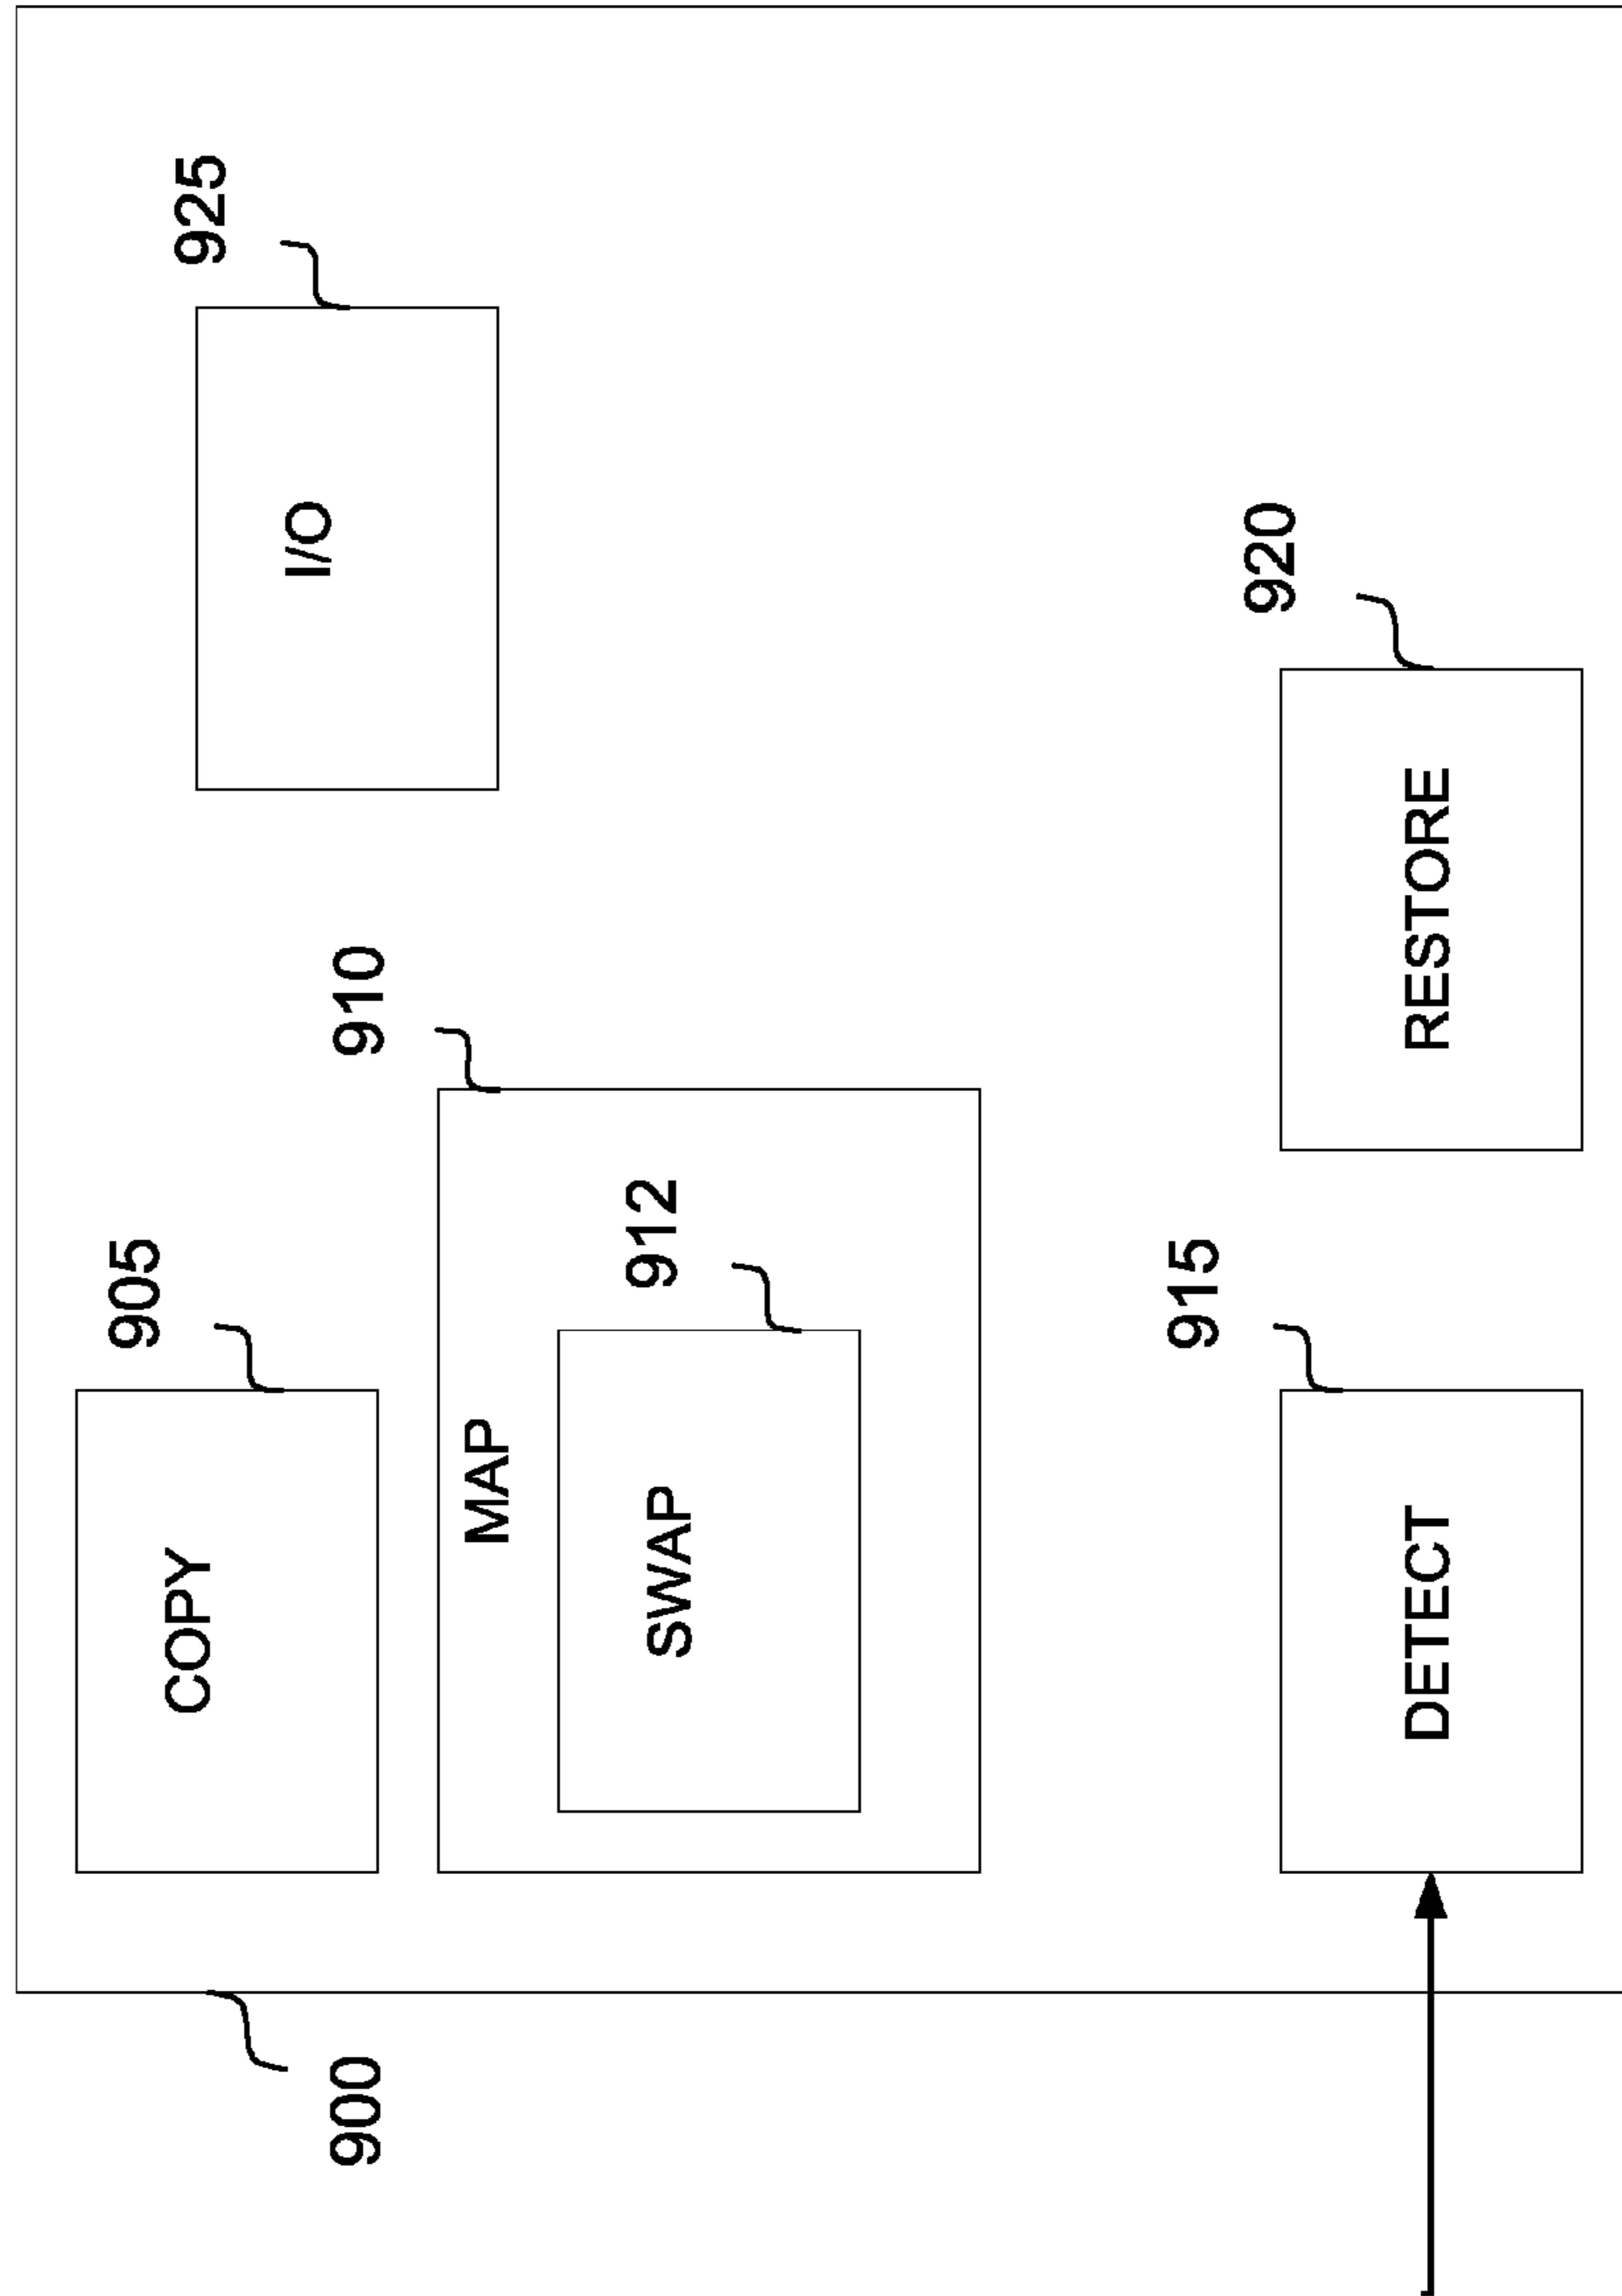 900
905
COPY
910
MAP
912
SWAP
925
I/O
915
DETECT
920
RESTORE